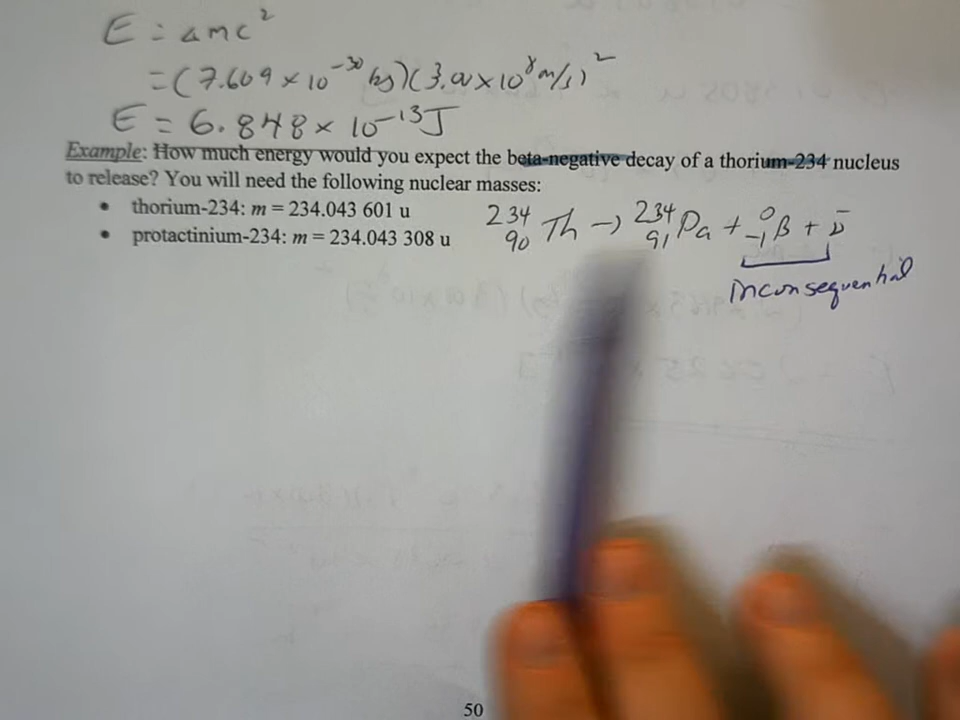 E = Δmc²
= (7.609 × 10⁻³⁰ kg)(3.00 × 10⁸ m/s)²
E = 6.848 × 10⁻¹³ J
Example: How much energy would you expect the beta-negative decay of a thorium-234 nucleus
to release? You will need the following nuclear masses:
• thorium-234: m = 234.043 601 u
• protactinium-234: m = 234.043 308 u
²³⁴₉₀Th → ²³⁴₉₁Pa + ⁰₋₁β + ν̄
inconsequential
50